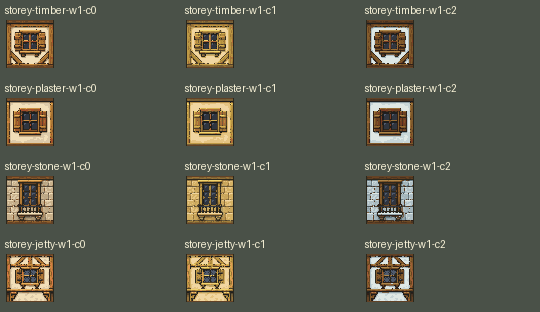 storey-timber-w1-c0 storey-timber-w1-c1 storey-timber-w1-c2
storey-plaster-w1-c0 storey-plaster-w1-c1 storey-plaster-w1-c2
storey-stone-w1-c0 storey-stone-w1-c1 storey-stone-w1-c2
storey-jetty-w1-c0 storey-jetty-w1-c1 storey-jetty-w1-c2